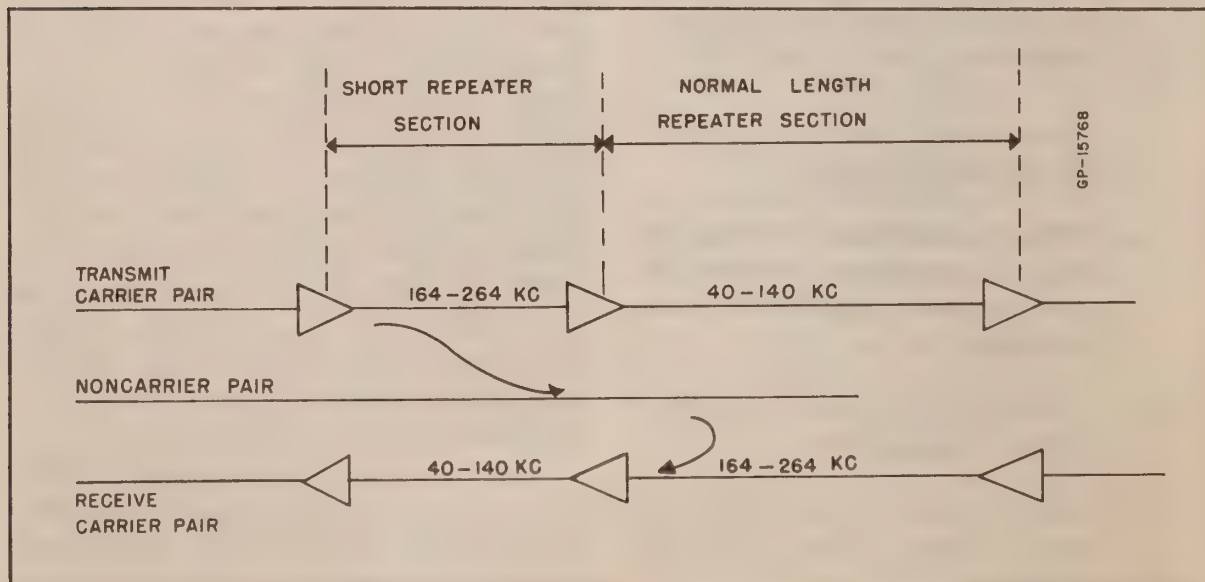 SHORT REPEATER
SECTION
NORMAL LENGTH
REPEATER SECTION
GP-15768
TRANSMIT
CARRIER PAIR
164-264 KC
40-140 KC
NONCARRIER PAIR
40-140 KC
164-264 KC
RECEIVE
CARRIER PAIR